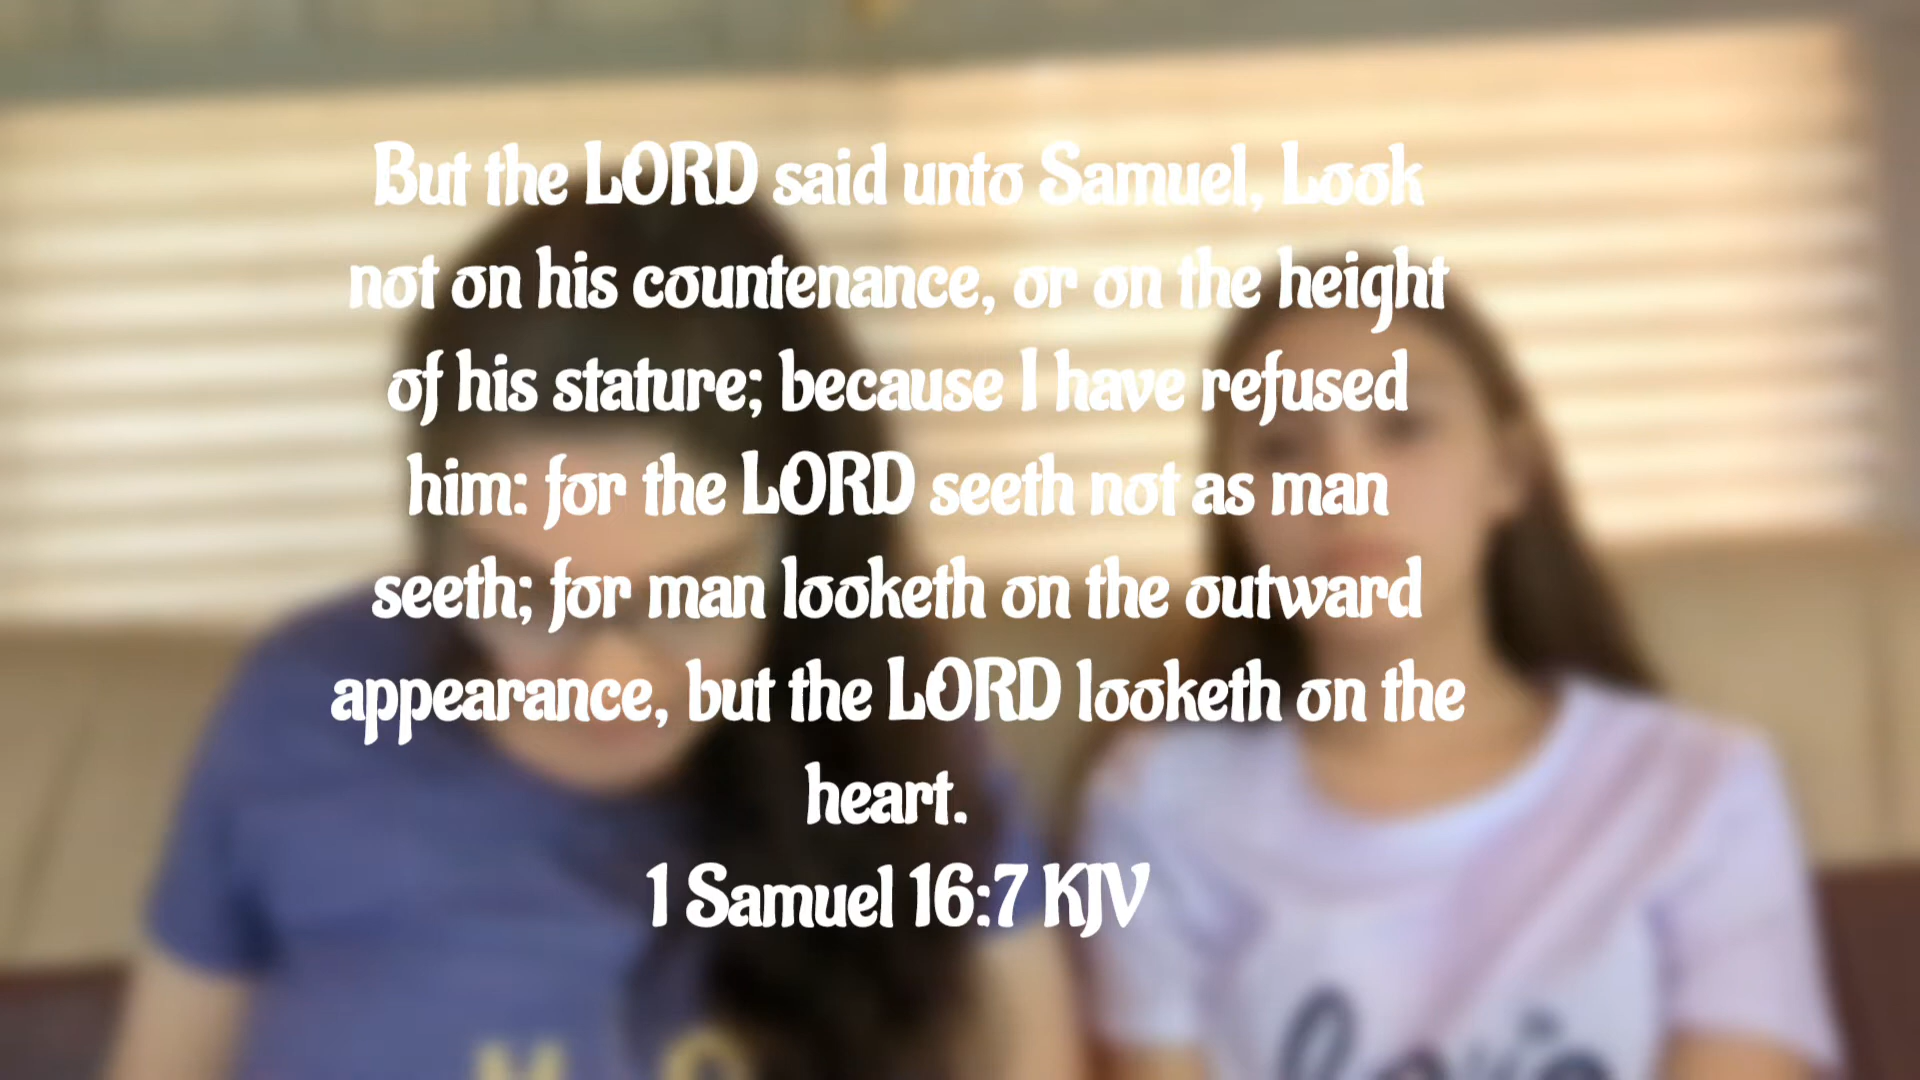 But the LORD said unto Samuel, Look
not on his countenance, or on the height
of his stature; because I have refused
him: for the LORD seeth not as man
seeth; for man looketh on the outward
appearance, but the LORD looketh on the
heart.
1 Samuel 16:7 KJV